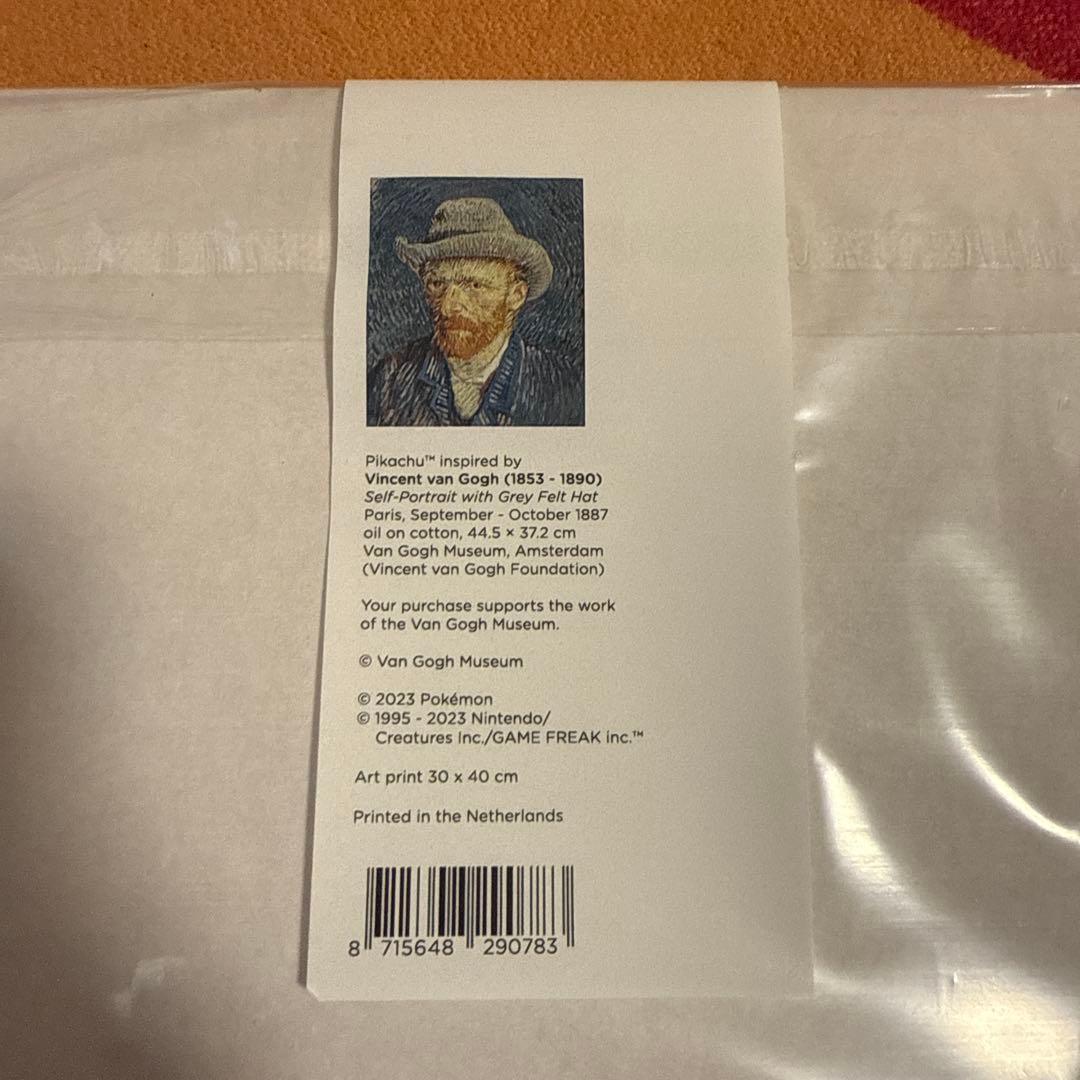 Pikachu™ inspired by
Vincent van Gogh (1853 - 1890)
Self-Portrait with Grey Felt Hat
Paris, September - October 1887
oil on cotton, 44.5 × 37.2 cm
Van Gogh Museum, Amsterdam
(Vincent van Gogh Foundation)
Your purchase supports the work
of the Van Gogh Museum.
© Van Gogh Museum
© 2023 Pokémon
© 1995 - 2023 Nintendo/
Creatures Inc./GAME FREAK inc.™
Art print 30 x 40 cm
Printed in the Netherlands
8 715648 290783